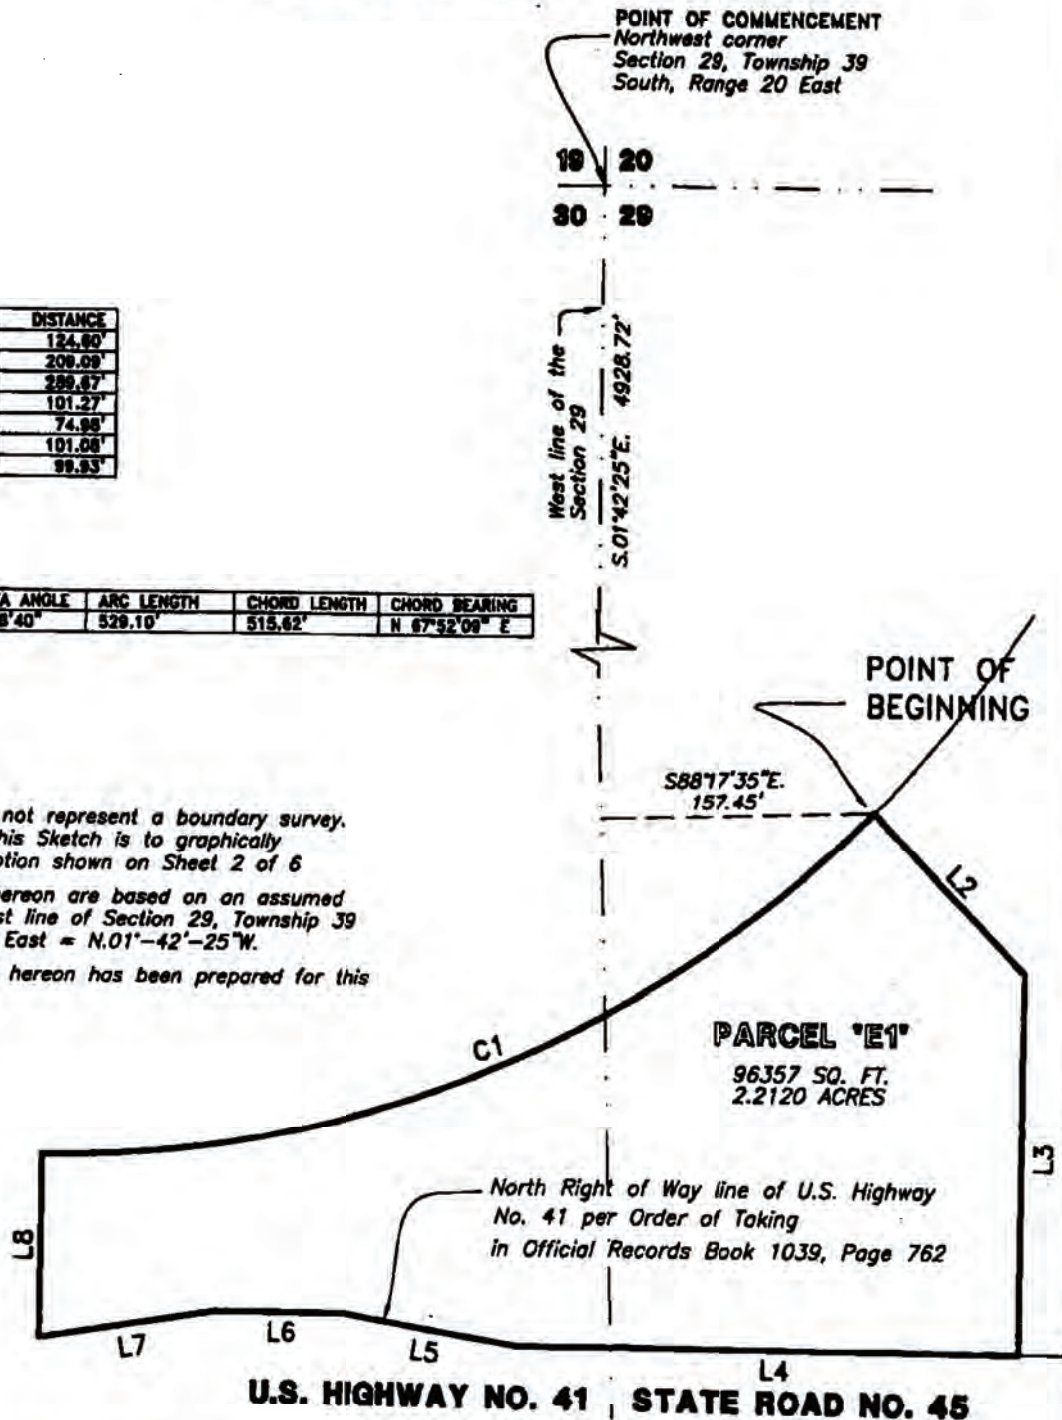 POINT OF COMMENCEMENT
Northwest corner
Section 29, Township 39
South, Range 20 East
19 20
30 29
DISTANCE
124.60'
209.09'
101.27'
101.08'
West line of the
Section 29
S.01°42'25"E. 4928.72'
A ANGLE ARC LENGTH CHORD LENGTH CHORD BEARING
8'40" 529.10' 515.62' N 67°52'09" E
POINT OF
BEGINNING
S88°17'35"E.
157.45'
not represent a boundary survey.
his Sketch is to graphically
tion shown on Sheet 2 of 6
ereon are based on an assumed
st line of Section 29, Township 39
East = N.01°-42'-25"W.
hereon has been prepared for this
L2
C1
PARCEL "E1"
96357 SQ. FT.
2.2120 ACRES
L3
North Right of Way line of U.S. Highway
No. 41 per Order of Taking
in Official Records Book 1039, Page 762
L8
L7
L6
L5
L4
U.S. HIGHWAY NO. 41 STATE ROAD NO. 45